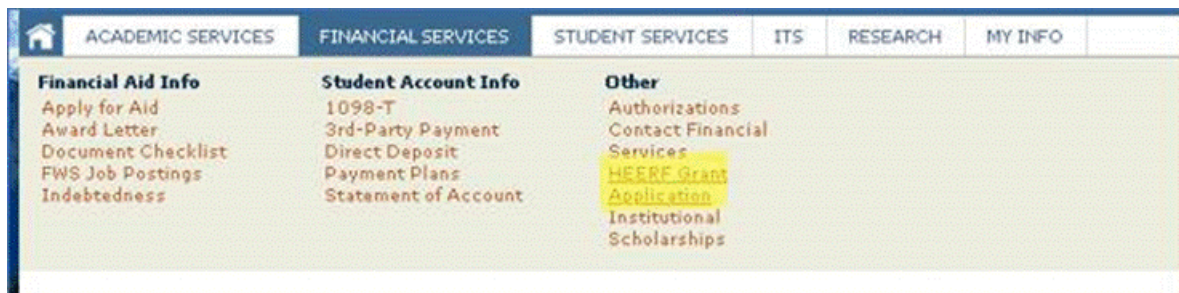 ACADEMIC SERVICES FINANCIAL SERVICES STUDENT SERVICES ITS RESEARCH MY INFO
Financial Aid Info
Apply for Aid
Award Letter
Document Checklist
FWS Job Postings
Indebtedness
Student Account Info
1098-T
3rd-Party Payment
Direct Deposit
Payment Plans
Statement of Account
Other
Authorizations
Contact Financial
Services
HEERF Grant
Application
Institutional
Scholarships